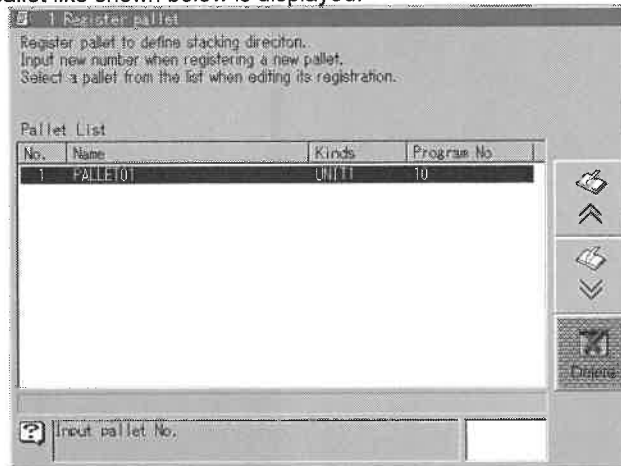 pallet like shown below is displayed.
1 Register pallet
Register pallet to define stacking direciton.
Input new number when registering a new pallet.
Select a pallet from the list when editing its registration.
Pallet List
No. Name Kinds Program No
1 PALLET01 UNIT1 10
Delete
Input pallet No.